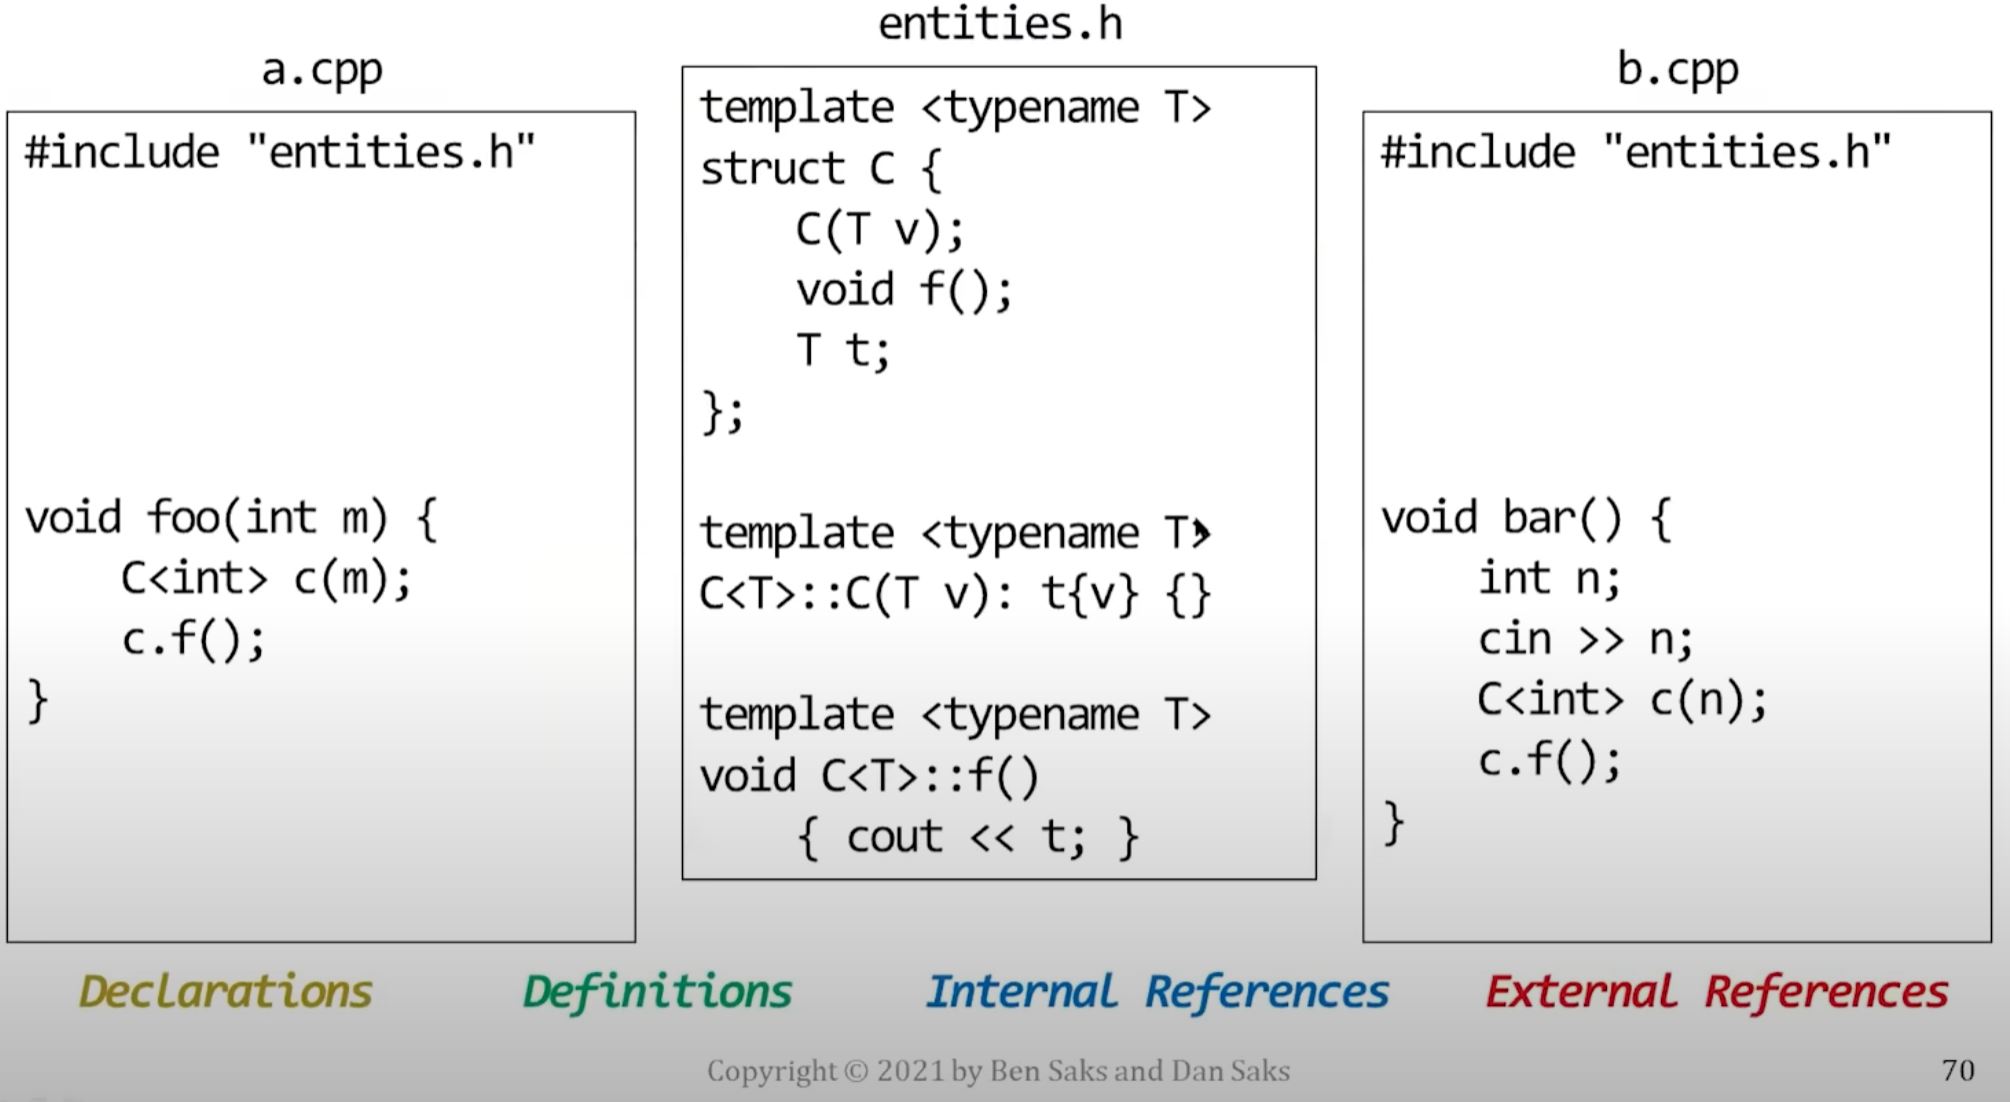 a.cpp
#include "entities.h"
void foo(int m) {
    C<int> c(m);
    c.f();
}
entities.h
template <typename T>
struct C {
    C(T v);
    void f();
    T t;
};
template <typename T>
C<T>::C(T v): t{v} {}
template <typename T>
void C<T>::f()
    { cout << t; }
b.cpp
#include "entities.h"
void bar() {
    int n;
    cin >> n;
    C<int> c(n);
    c.f();
}
Declarations
Definitions
Internal References
External References
Copyright © 2021 by Ben Saks and Dan Saks
70